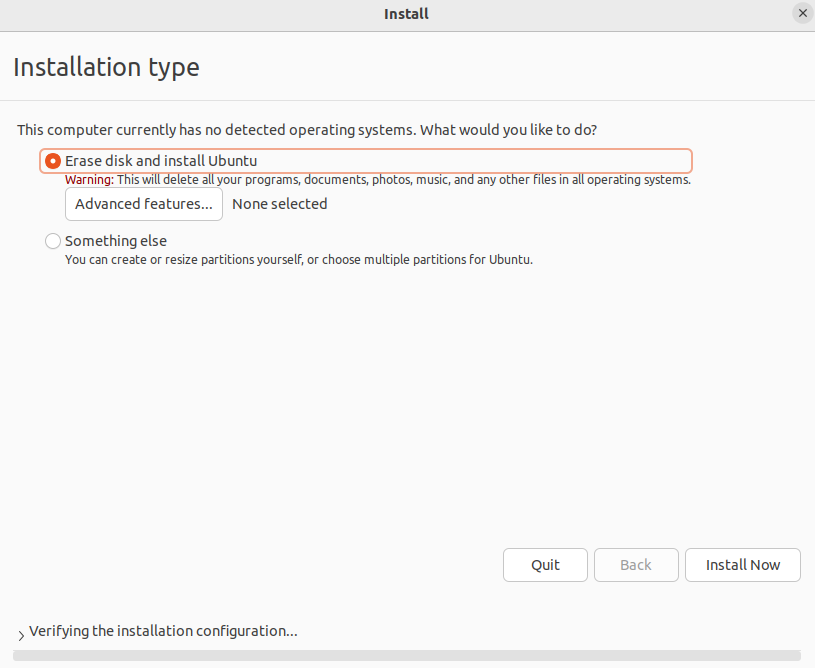 Install
Installation type
This computer currently has no detected operating systems. What would you like to do?
Erase disk and install Ubuntu
Warning: This will delete all your programs, documents, photos, music, and any other files in all operating systems.
Advanced features... None selected
Something else
You can create or resize partitions yourself, or choose multiple partitions for Ubuntu.
Quit Back Install Now
Verifying the installation configuration...